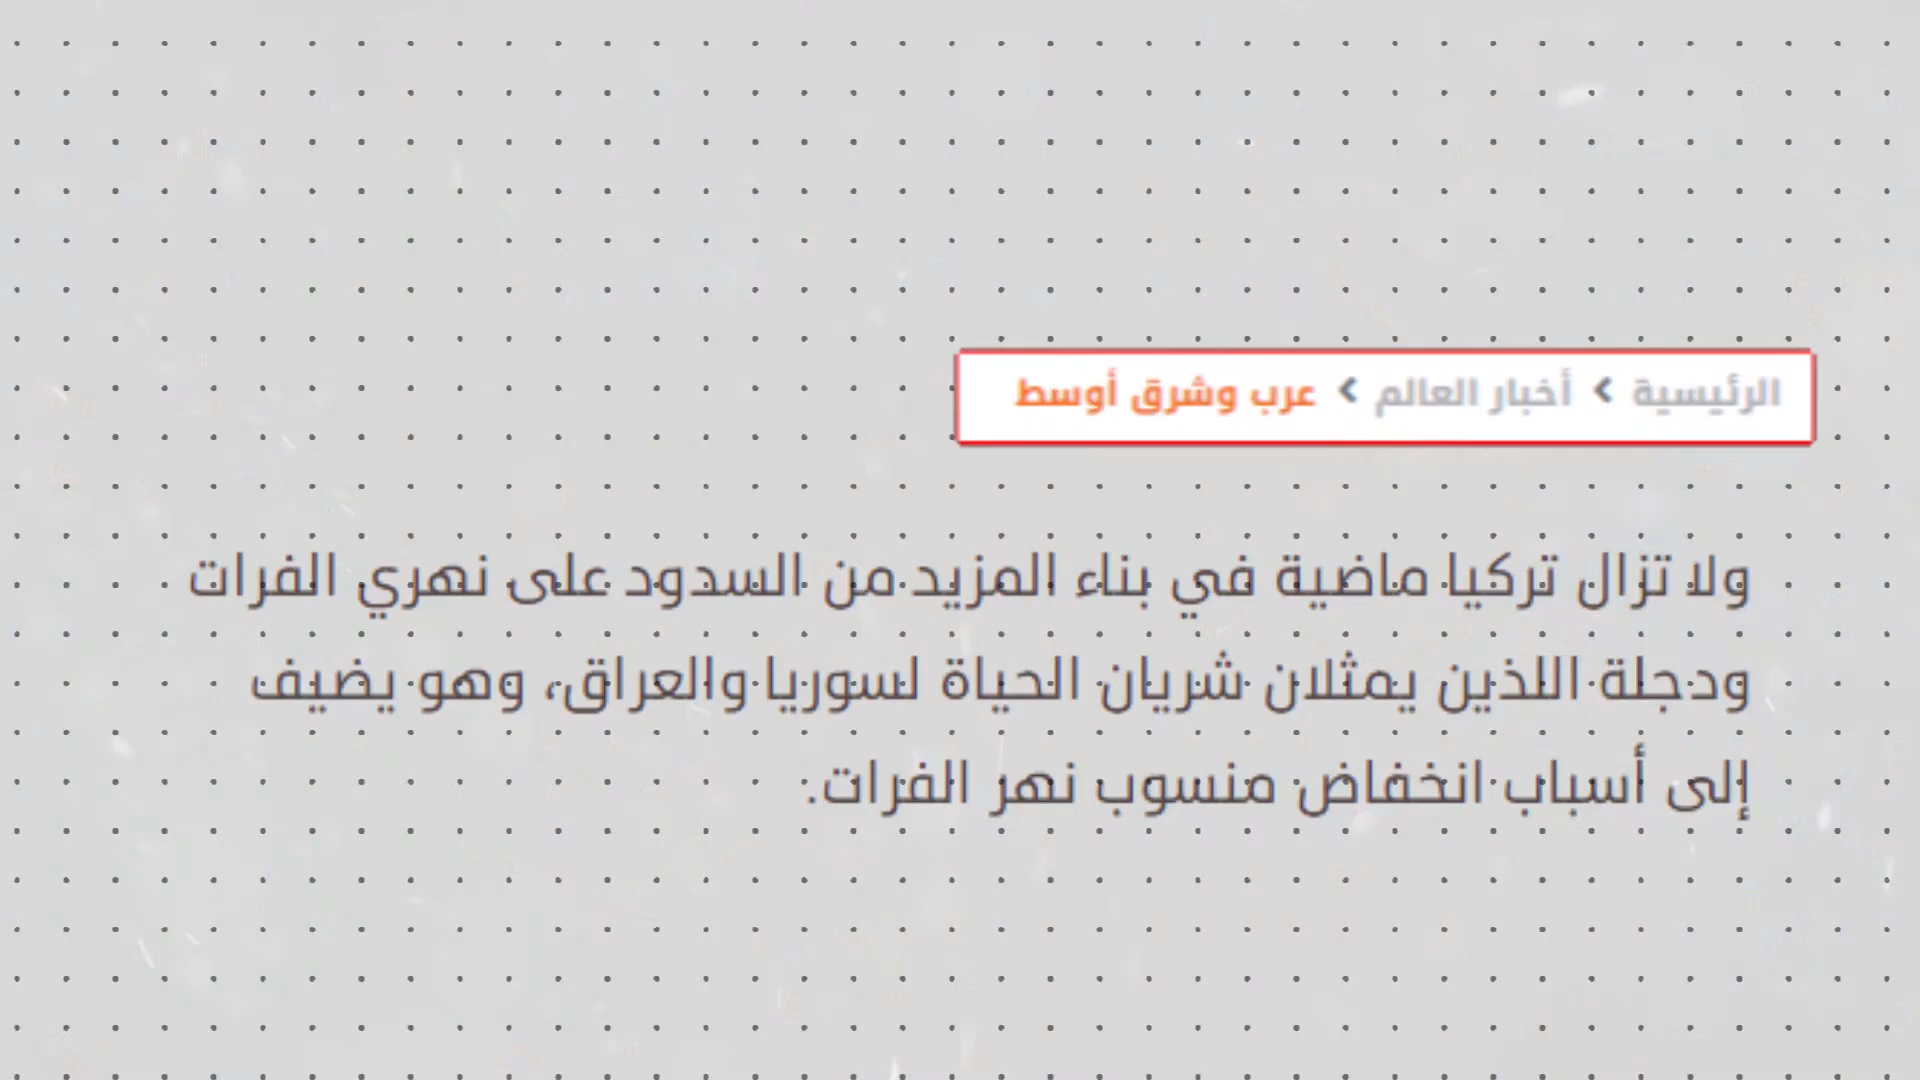 الرئيسية > أخبار العالم > عرب وشرق أوسط
ولا تزال تركيا ماضية في بناء المزيد من السدود على نهري الفرات
ودجلة اللذين يمثلان شريان الحياة لسوريا والعراق، وهو يضيف
إلى أسباب انخفاض منسوب نهر الفرات.